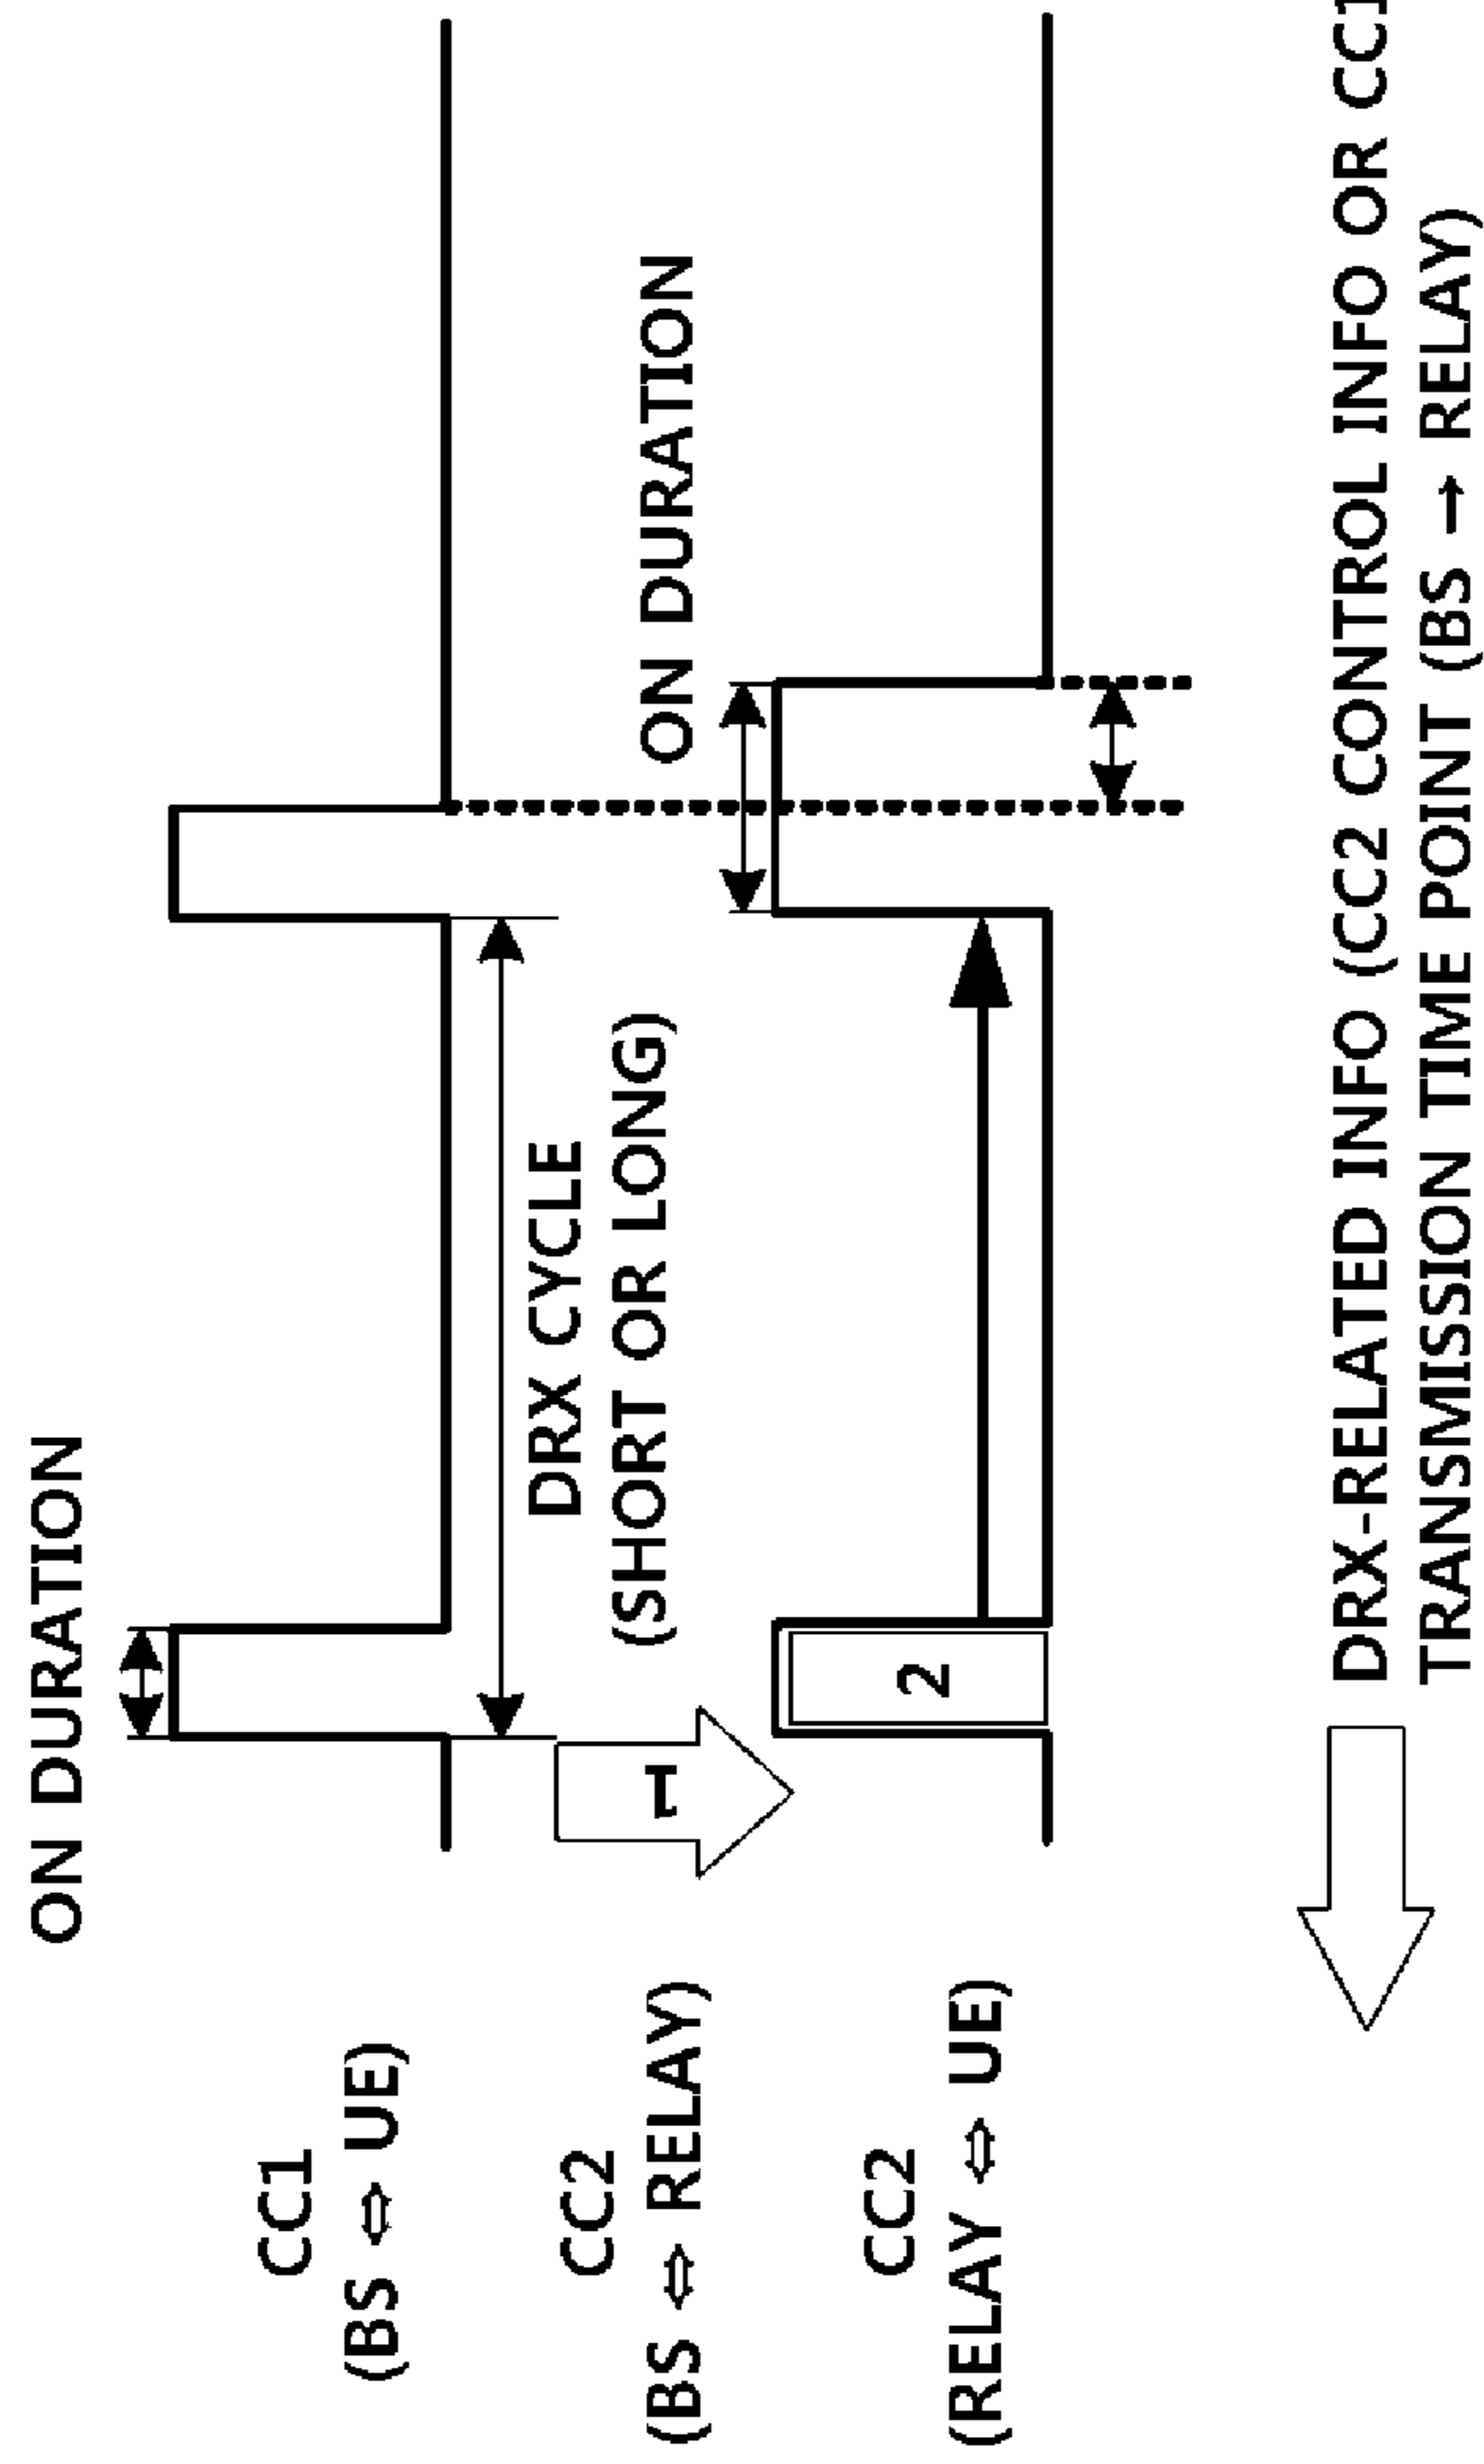 ON DURATION
CC1
(BS ⇔ UE)
DRX CYCLE
(SHORT OR LONG)
ON DURATION
CC2
(BS ⇔ RELAY)
1
CC2
(RELAY ⇔ UE)
2
DRX-RELATED INFO (CC2 CONTROL INFO OR CC1
TRANSMISSION TIME POINT (BS → RELAY)